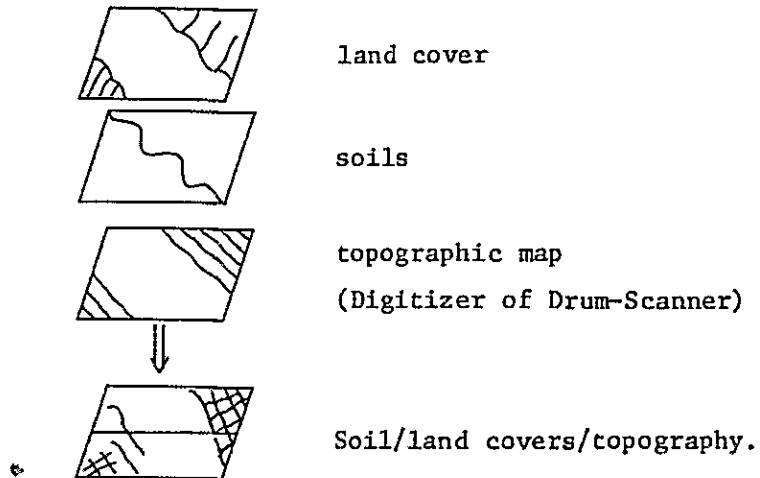 land cover
soils
topographic map
(Digitizer of Drum-Scanner)
Soil/land covers/topography.